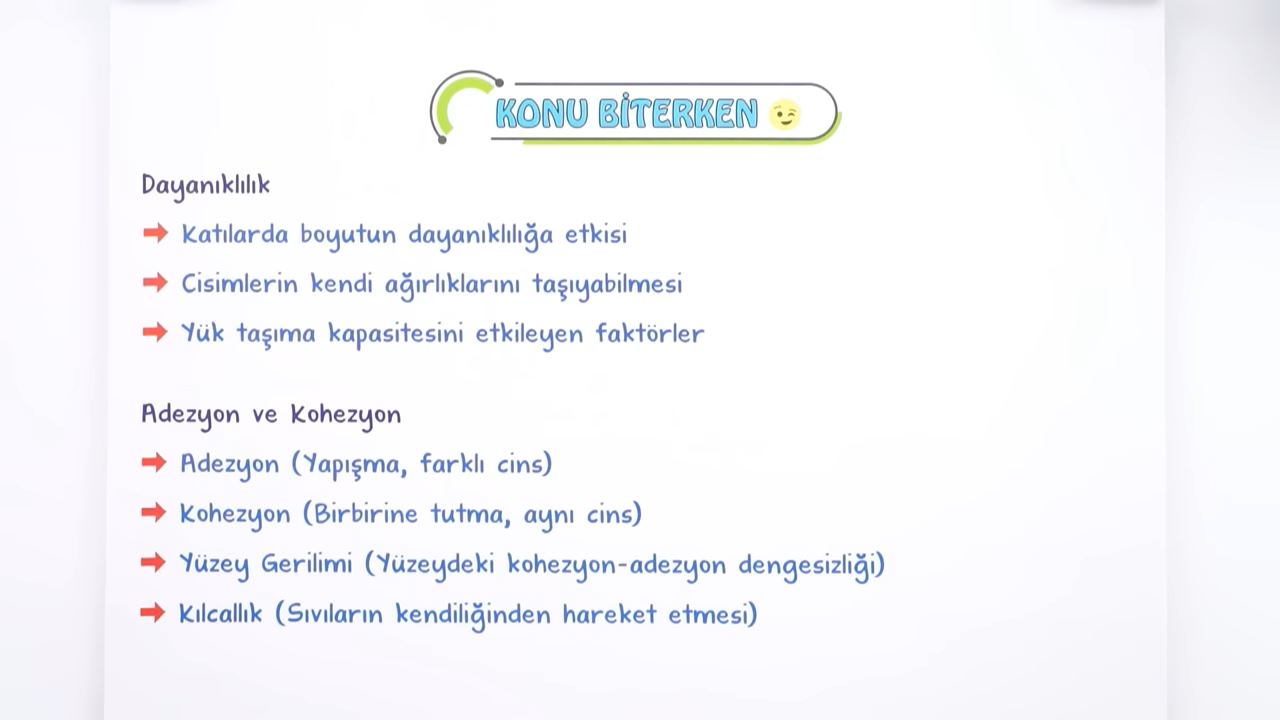 KONU BİTERKEN
Dayanıklılık
Katılarda boyutun dayanıklılığa etkisi
Cisimlerin kendi ağırlıklarını taşıyabilmesi
Yük taşıma kapasitesini etkileyen faktörler
Adezyon ve Kohezyon
Adezyon (Yapışma, farklı cins)
Kohezyon (Birbirine tutma, aynı cins)
Yüzey Gerilimi (Yüzeydeki kohezyon-adezyon dengesizliği)
Kılcallık (Sıvıların kendiliğinden hareket etmesi)